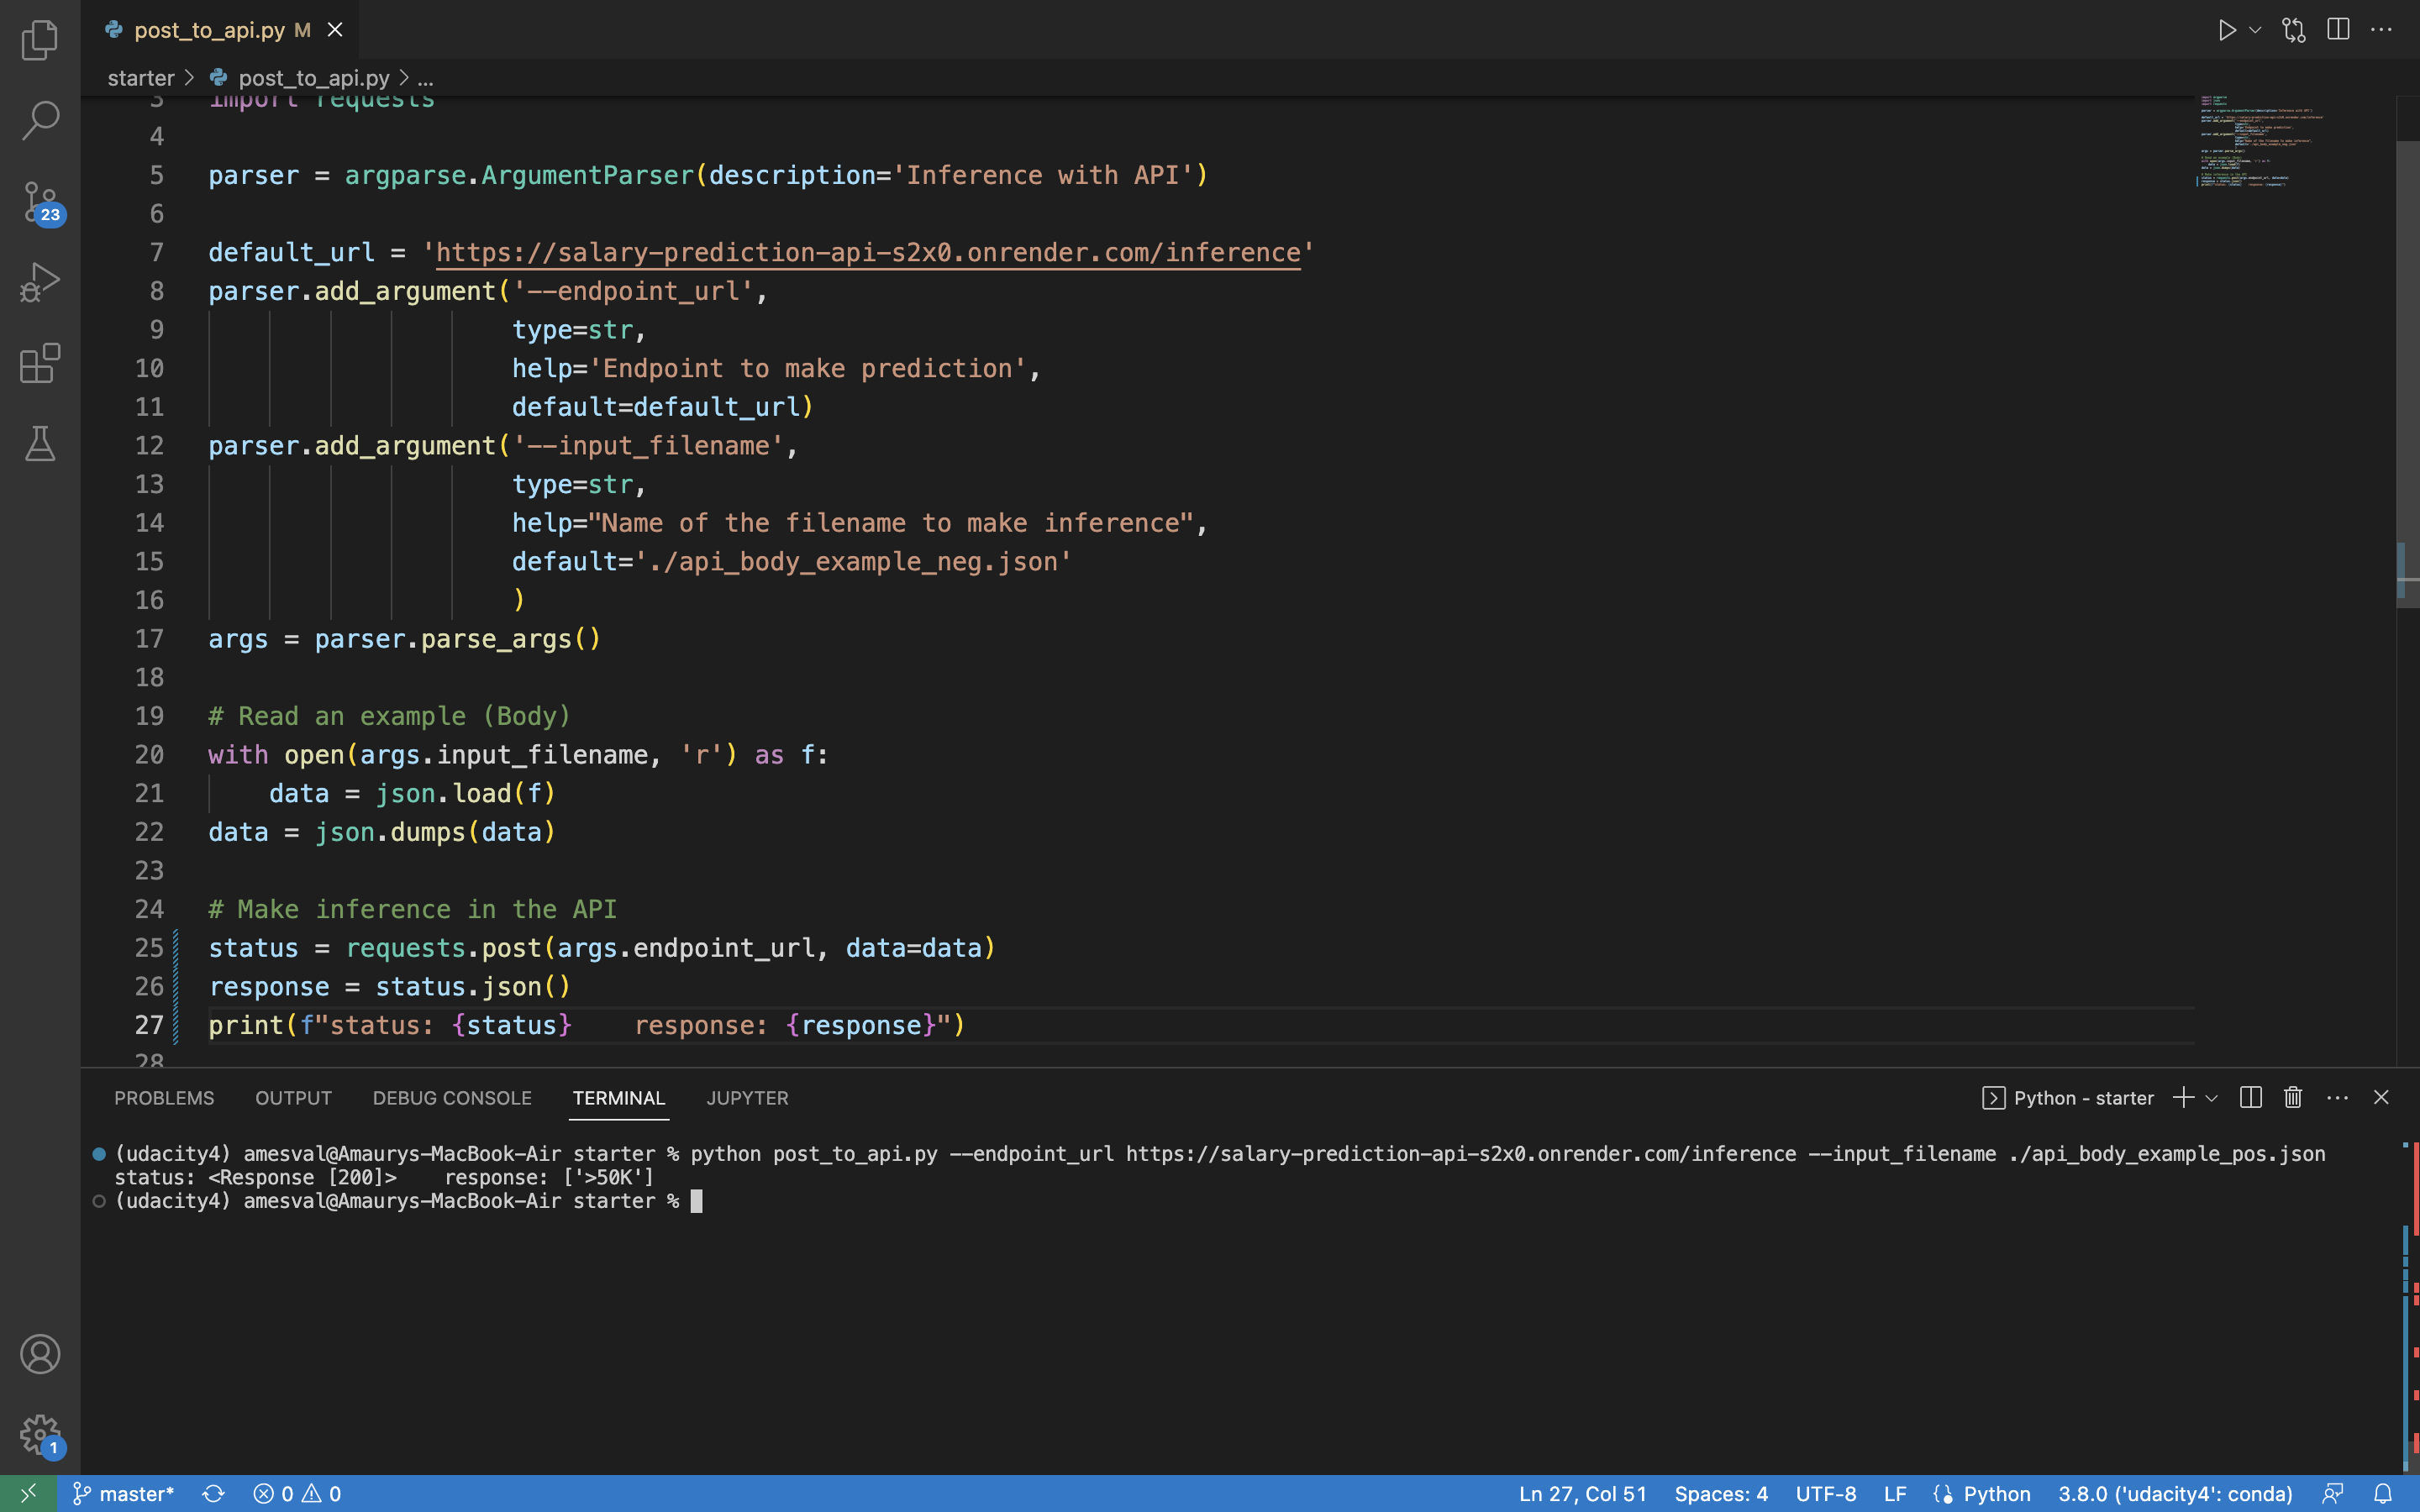 post_to_api.py M
starter > post_to_api.py > ...
3 import requests
4
5 parser = argparse.ArgumentParser(description='Inference with API')
6
7 default_url = 'https://salary-prediction-api-s2x0.onrender.com/inference'
8 parser.add_argument('--endpoint_url',
9 type=str,
10 help='Endpoint to make prediction',
11 default=default_url)
12 parser.add_argument('--input_filename',
13 type=str,
14 help="Name of the filename to make inference",
15 default='./api_body_example_neg.json'
16 )
17 args = parser.parse_args()
18
19 # Read an example (Body)
20 with open(args.input_filename, 'r') as f:
21 data = json.load(f)
22 data = json.dumps(data)
23
24 # Make inference in the API
25 status = requests.post(args.endpoint_url, data=data)
26 response = status.json()
27 print(f"status: {status}    response: {response}")
28
23
PROBLEMS OUTPUT DEBUG CONSOLE TERMINAL JUPYTER Python - starter
(udacity4) amesval@Amaurys-MacBook-Air starter % python post_to_api.py --endpoint_url https://salary-prediction-api-s2x0.onrender.com/inference --input_filename ./api_body_example_pos.json
status: <Response [200]>    response: ['>50K']
(udacity4) amesval@Amaurys-MacBook-Air starter %
1
master* 0 0 Ln 27, Col 51 Spaces: 4 UTF-8 LF Python 3.8.0 ('udacity4': conda)